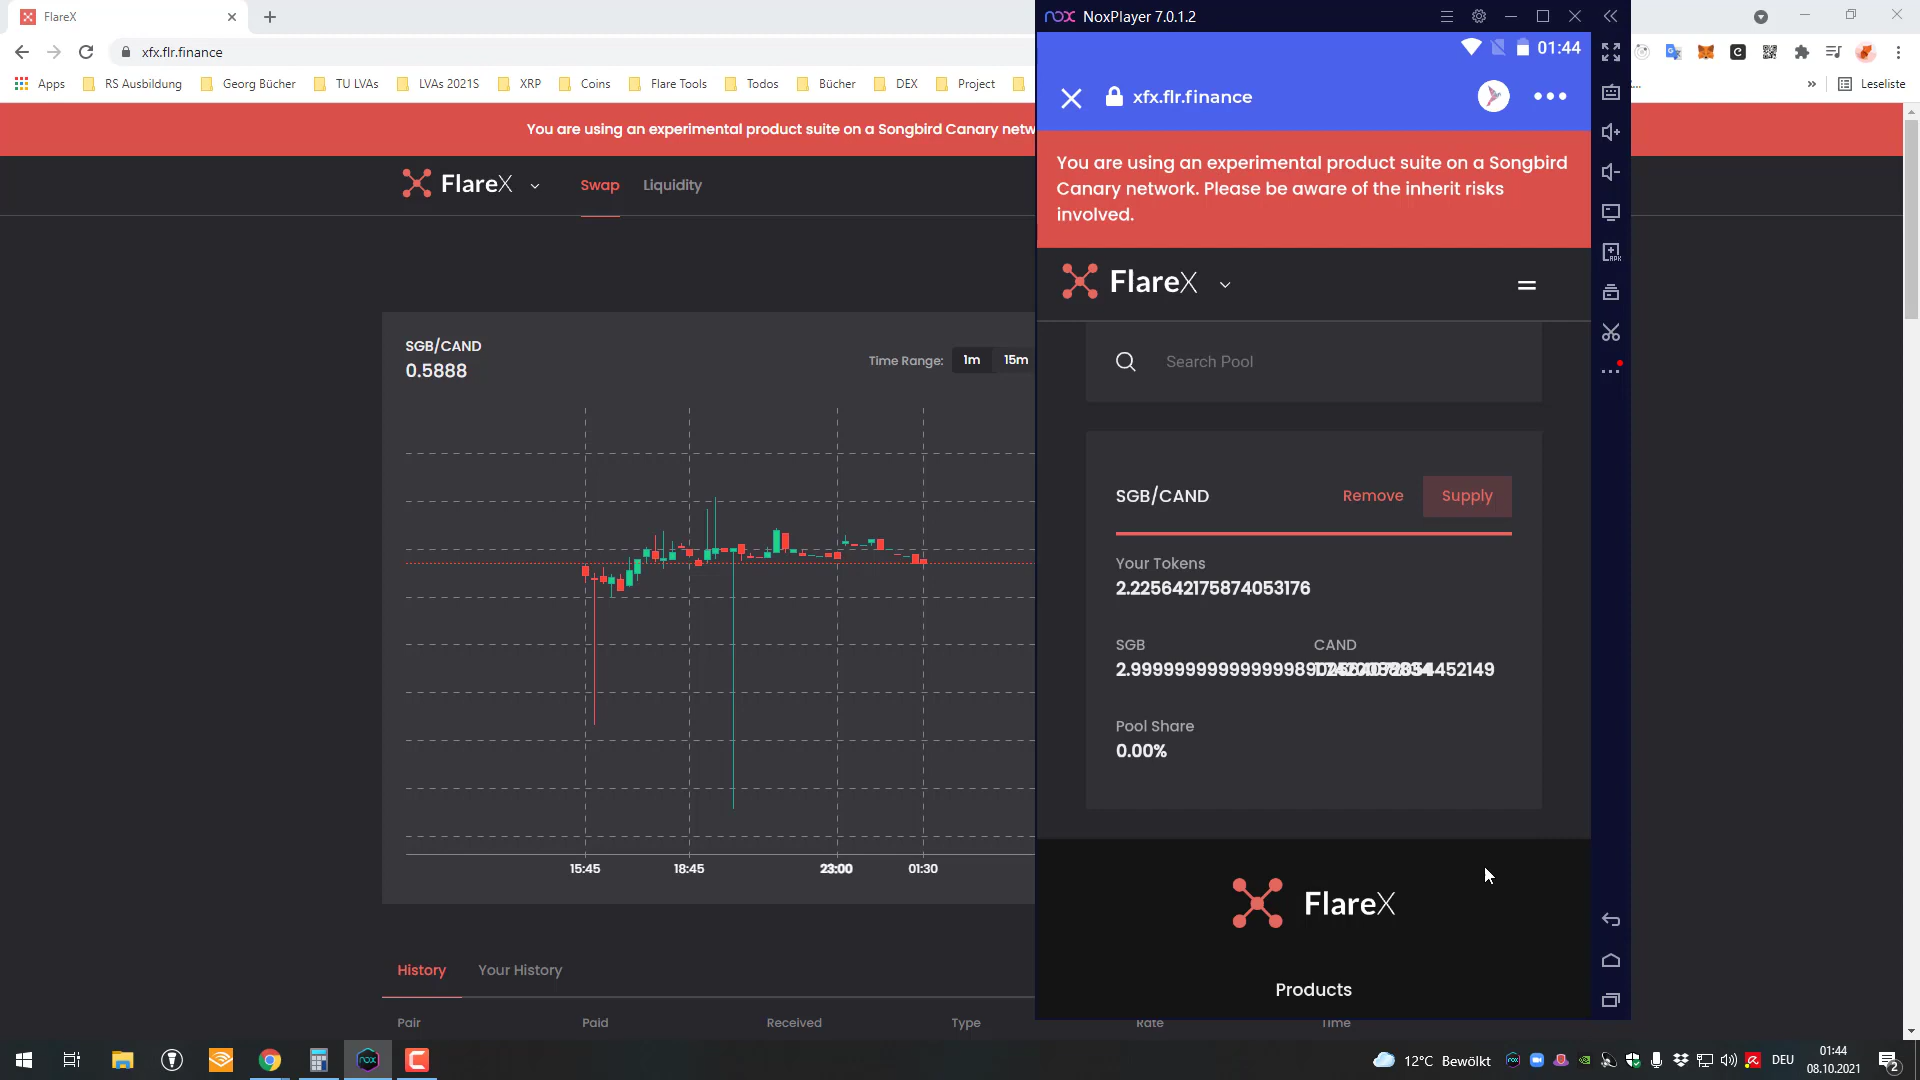 FlareX
xfx.flr.finance
Apps
RS Ausbildung
Georg Bücher
TU LVAs
LVAs 2021S
XRP
Coins
Flare Tools
Todos
Bücher
DEX
Project
»
Leseliste
You are using an experimental product suite on a Songbird Canary netw
FlareX
Swap
Liquidity
SGB/CAND
0.5888
Time Range:
1m
15m
15:45
18:45
23:00
01:30
History
Your History
Pair
Paid
Received
Type
Rate
Time
nox NoxPlayer 7.0.1.2
01:44
xfx.flr.finance
You are using an experimental product suite on a Songbird
Canary network. Please be aware of the inherit risks
involved.
FlareX
Search Pool
SGB/CAND
Remove
Supply
Your Tokens
2.225642175874053176
SGB
CAND
Pool Share
0.00%
FlareX
Products
12°C Bewölkt
DEU
01:44
08.10.2021
2